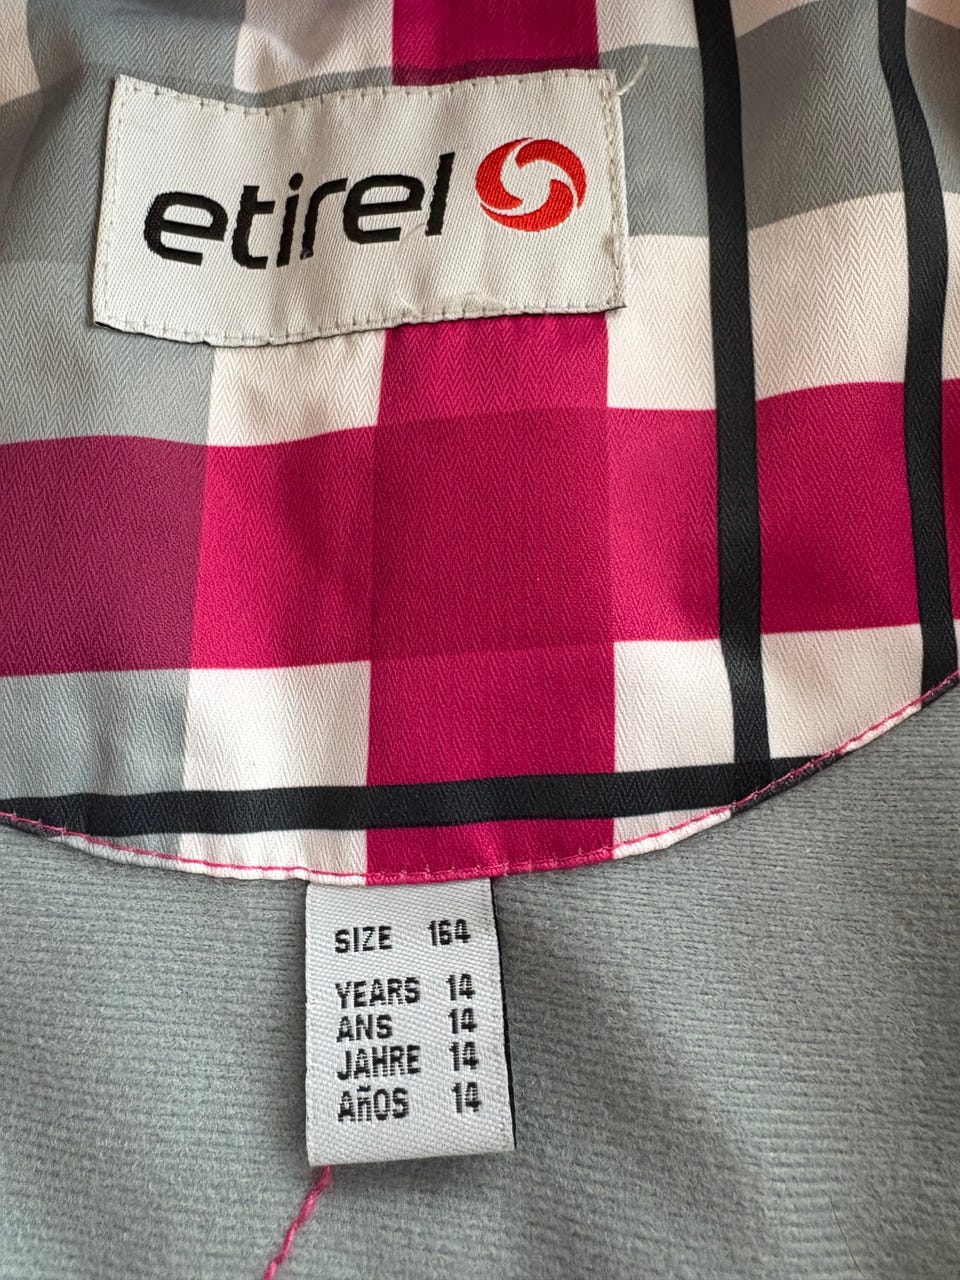 etirel
SIZE 164
YEARS 14
ANS 14
JAHRE 14
AÑOS 14